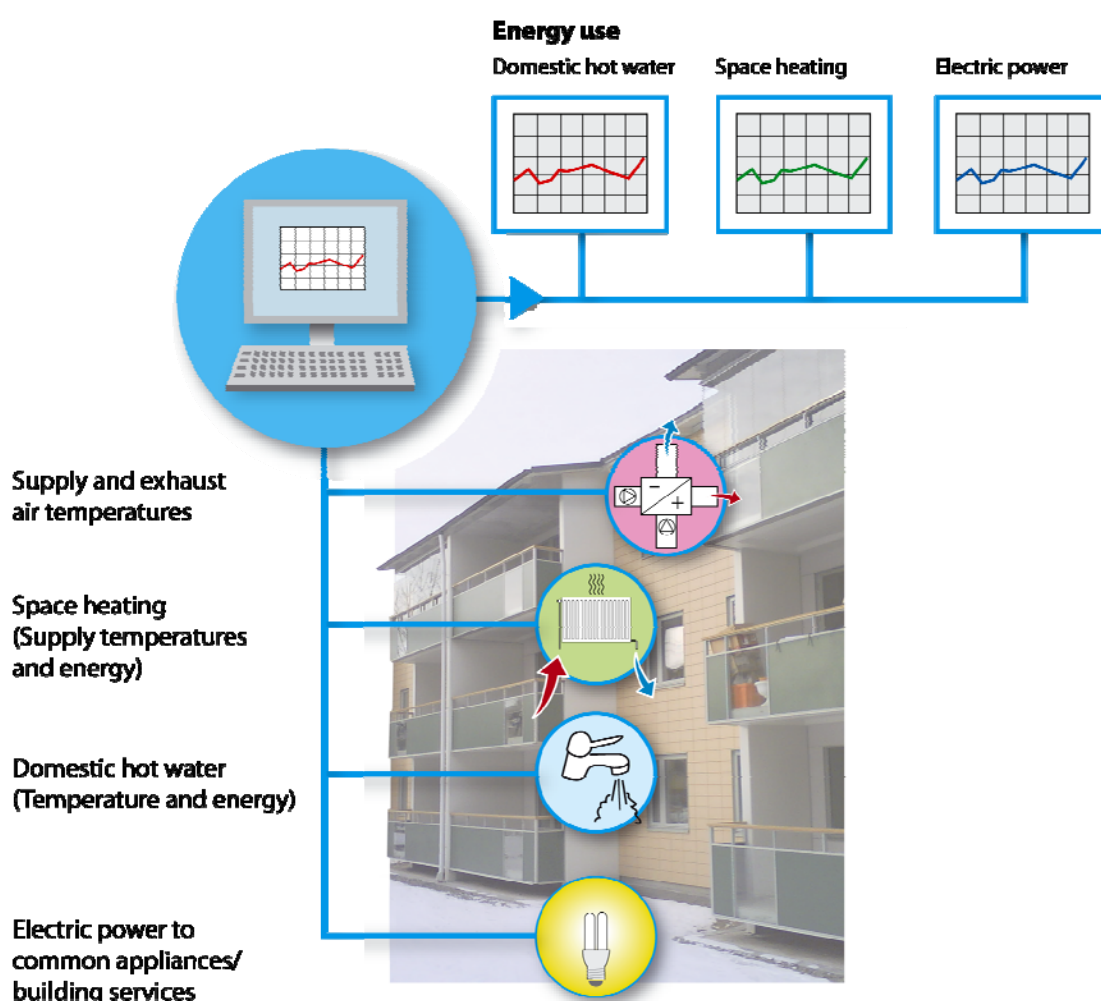 Energy use
Domestic hot water
Space heating
Electric power
Supply and exhaust
air temperatures
Space heating
(Supply temperatures
and energy)
Domestic hot water
(Temperature and energy)
Electric power to
common appliances/
building services